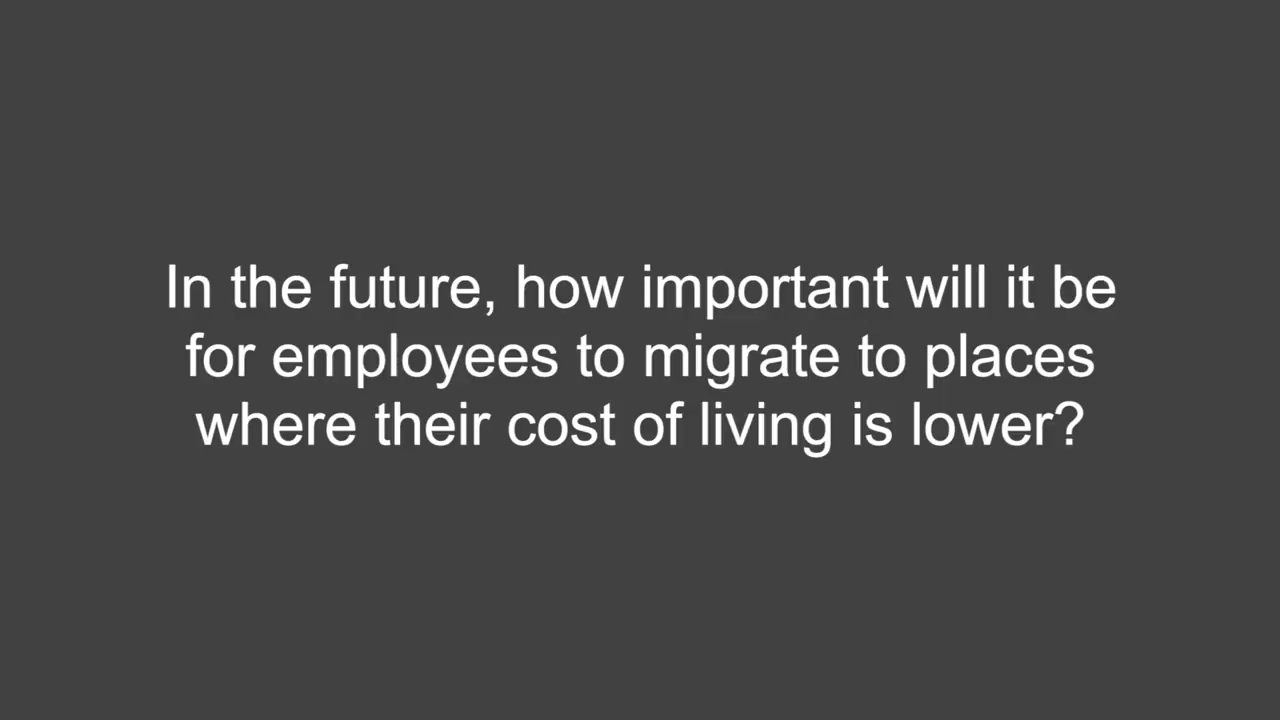 In the future, how important will it be
for employees to migrate to places
where their cost of living is lower?